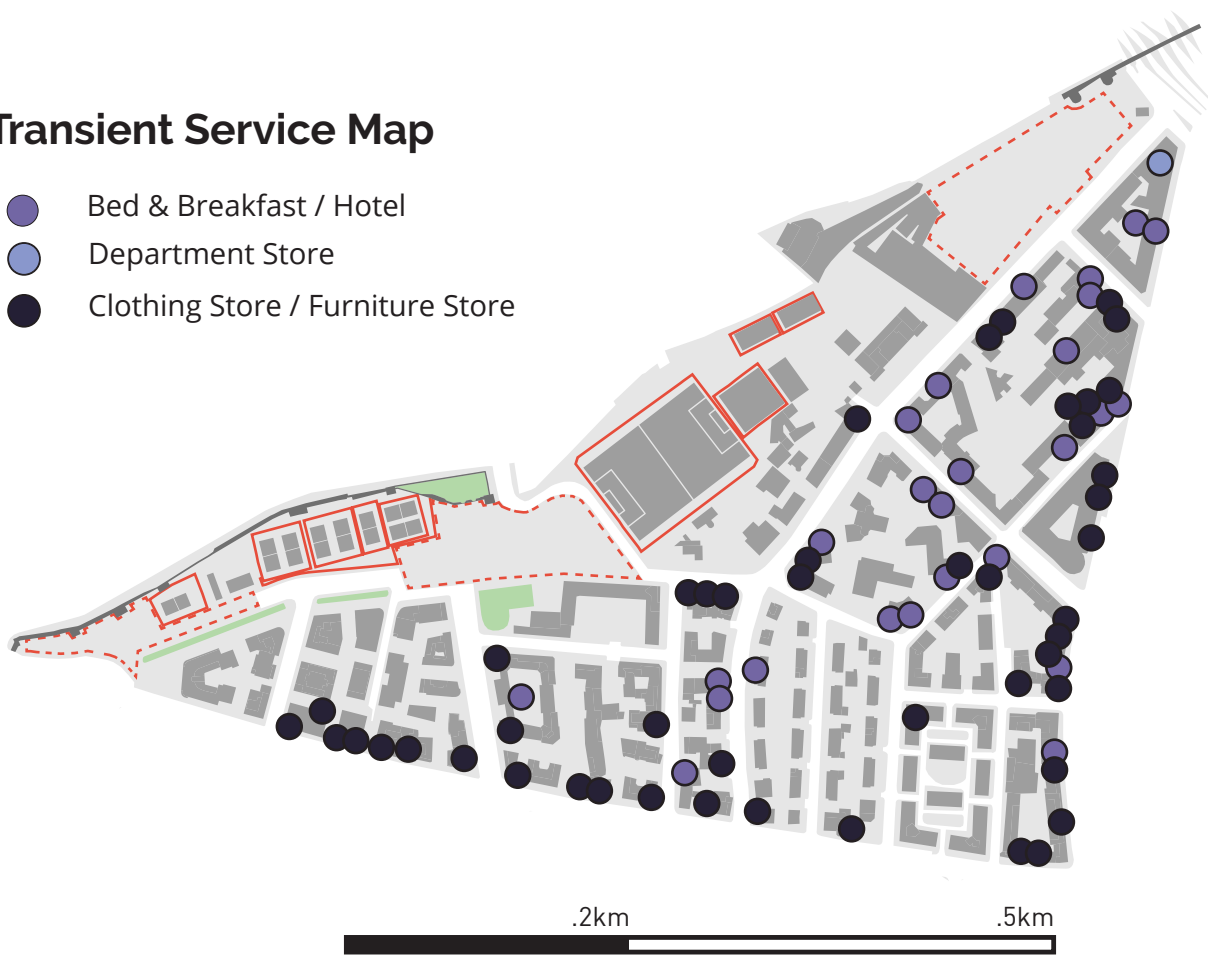 Transient Service Map
Bed & Breakfast / Hotel
Department Store
Clothing Store / Furniture Store
.2km
.5km